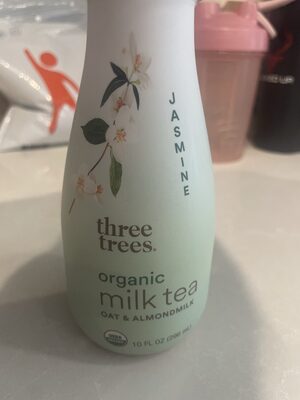 JASMINE
three
trees.
organic
milk tea
OAT & ALMONDMILK
10 FL OZ (296 mL)